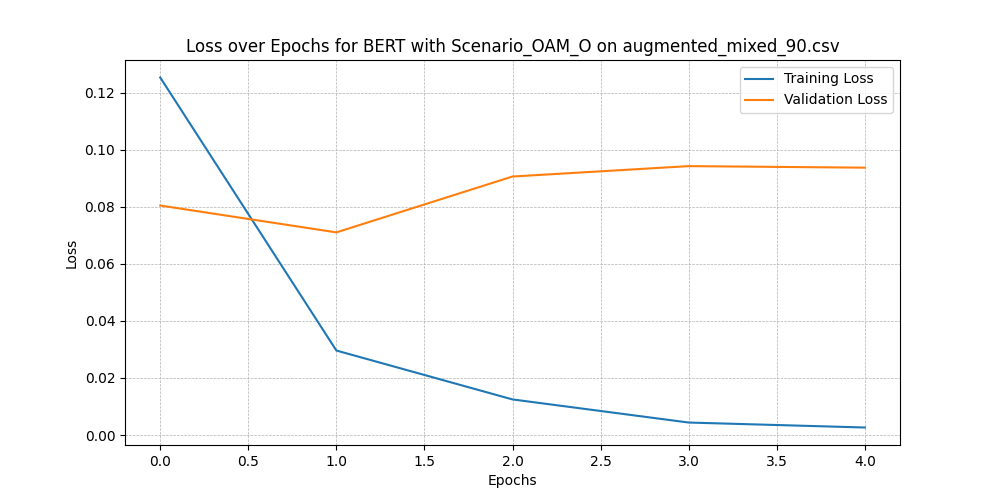 Loss over Epochs for BERT with Scenario_OAM_O on augmented_mixed_90.csv
Training Loss
Validation Loss
0.12
0.10
0.08
0.06
0.04
0.02
0.00
Loss
0.0 0.5 1.0 1.5 2.0 2.5 3.0 3.5 4.0
Epochs